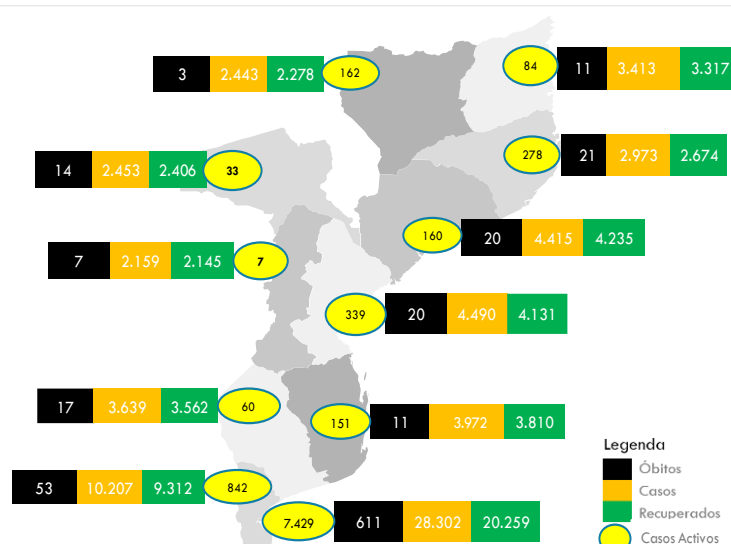 3 2.443 2.278 162
84 11 3.413 3.317
14 2.453 2.406 33
278 21 2.973 2.674
7 2.159 2.145 7
160 20 4.415 4.235
339 20 4.490 4.131
17 3.639 3.562 60
151 11 3.972 3.810
53 10.207 9.312 842
7.429 611 28.302 20.259
Legenda
Óbitos
Casos
Recuperados
Casos Activos